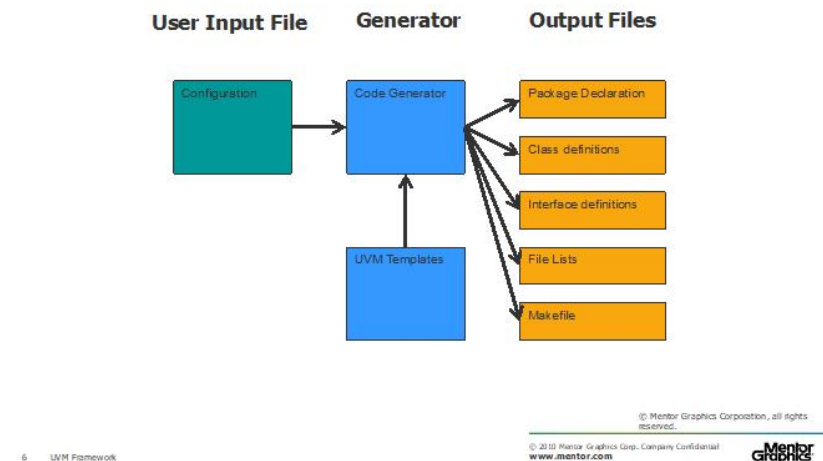 User Input File
Generator
Output Files
Configuration
Code Generator
Package Declaration
Class definitions
Interface definitions
UVM Templates
File Lists
Makefile
© Mentor Graphics Corporation, all rights
reserved.
© 2010 Mentor Graphics Corp. Company Confidential
www.mentor.com
Mentor
Graphics
6 UVM Framework